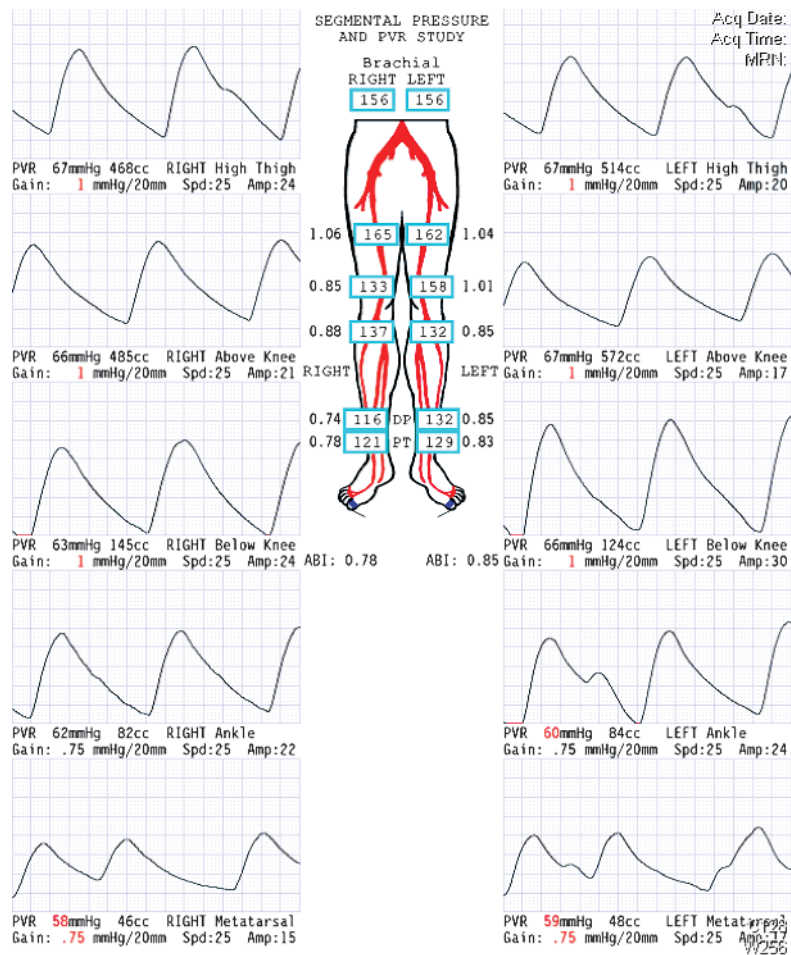 SEGMENTAL PRESSURE
AND PVR STUDY
Acq Date:
Acq Time:
MRN:
Brachial
RIGHT LEFT
156 156
PVR 67mmHg 468cc RIGHT High Thigh
Gain: 1 mmHg/20mm Spd:25 Amp:24
PVR 67mmHg 514cc LEFT High Thigh
Gain: 1 mmHg/20mm Spd:25 Amp:20
1.06 165 162 1.04
0.85 133 158 1.01
0.88 137 132 0.85
PVR 66mmHg 485cc RIGHT Above Knee
Gain: 1 mmHg/20mm Spd:25 Amp:21
PVR 67mmHg 572cc LEFT Above Knee
Gain: 1 mmHg/20mm Spd:25 Amp:17
RIGHT LEFT
0.74 116 DP 132 0.85
0.78 121 PT 129 0.83
PVR 63mmHg 145cc RIGHT Below Knee
Gain: 1 mmHg/20mm Spd:25 Amp:24
ABI: 0.78 ABI: 0.85
PVR 66mmHg 124cc LEFT Below Knee
Gain: 1 mmHg/20mm Spd:25 Amp:30
PVR 62mmHg 82cc RIGHT Ankle
Gain: .75 mmHg/20mm Spd:25 Amp:22
PVR 60mmHg 84cc LEFT Ankle
Gain: .75 mmHg/20mm Spd:25 Amp:24
PVR 58mmHg 46cc RIGHT Metatarsal
Gain: .75 mmHg/20mm Spd:25 Amp:15
PVR 59mmHg 48cc LEFT Metatarsal
Gain: .75 mmHg/20mm Spd:25 Amp:17
W256